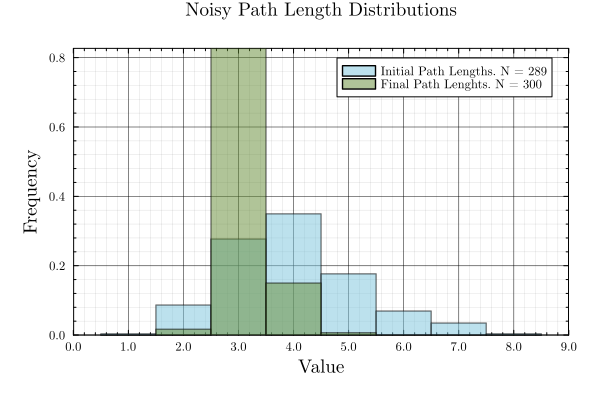 Noisy Path Length Distributions
Initial Path Lengths. N = 289
Final Path Lenghts. N = 300
Frequency
0.8
0.6
0.4
0.2
0.0
0.0 1.0 2.0 3.0 4.0 5.0 6.0 7.0 8.0 9.0
Value